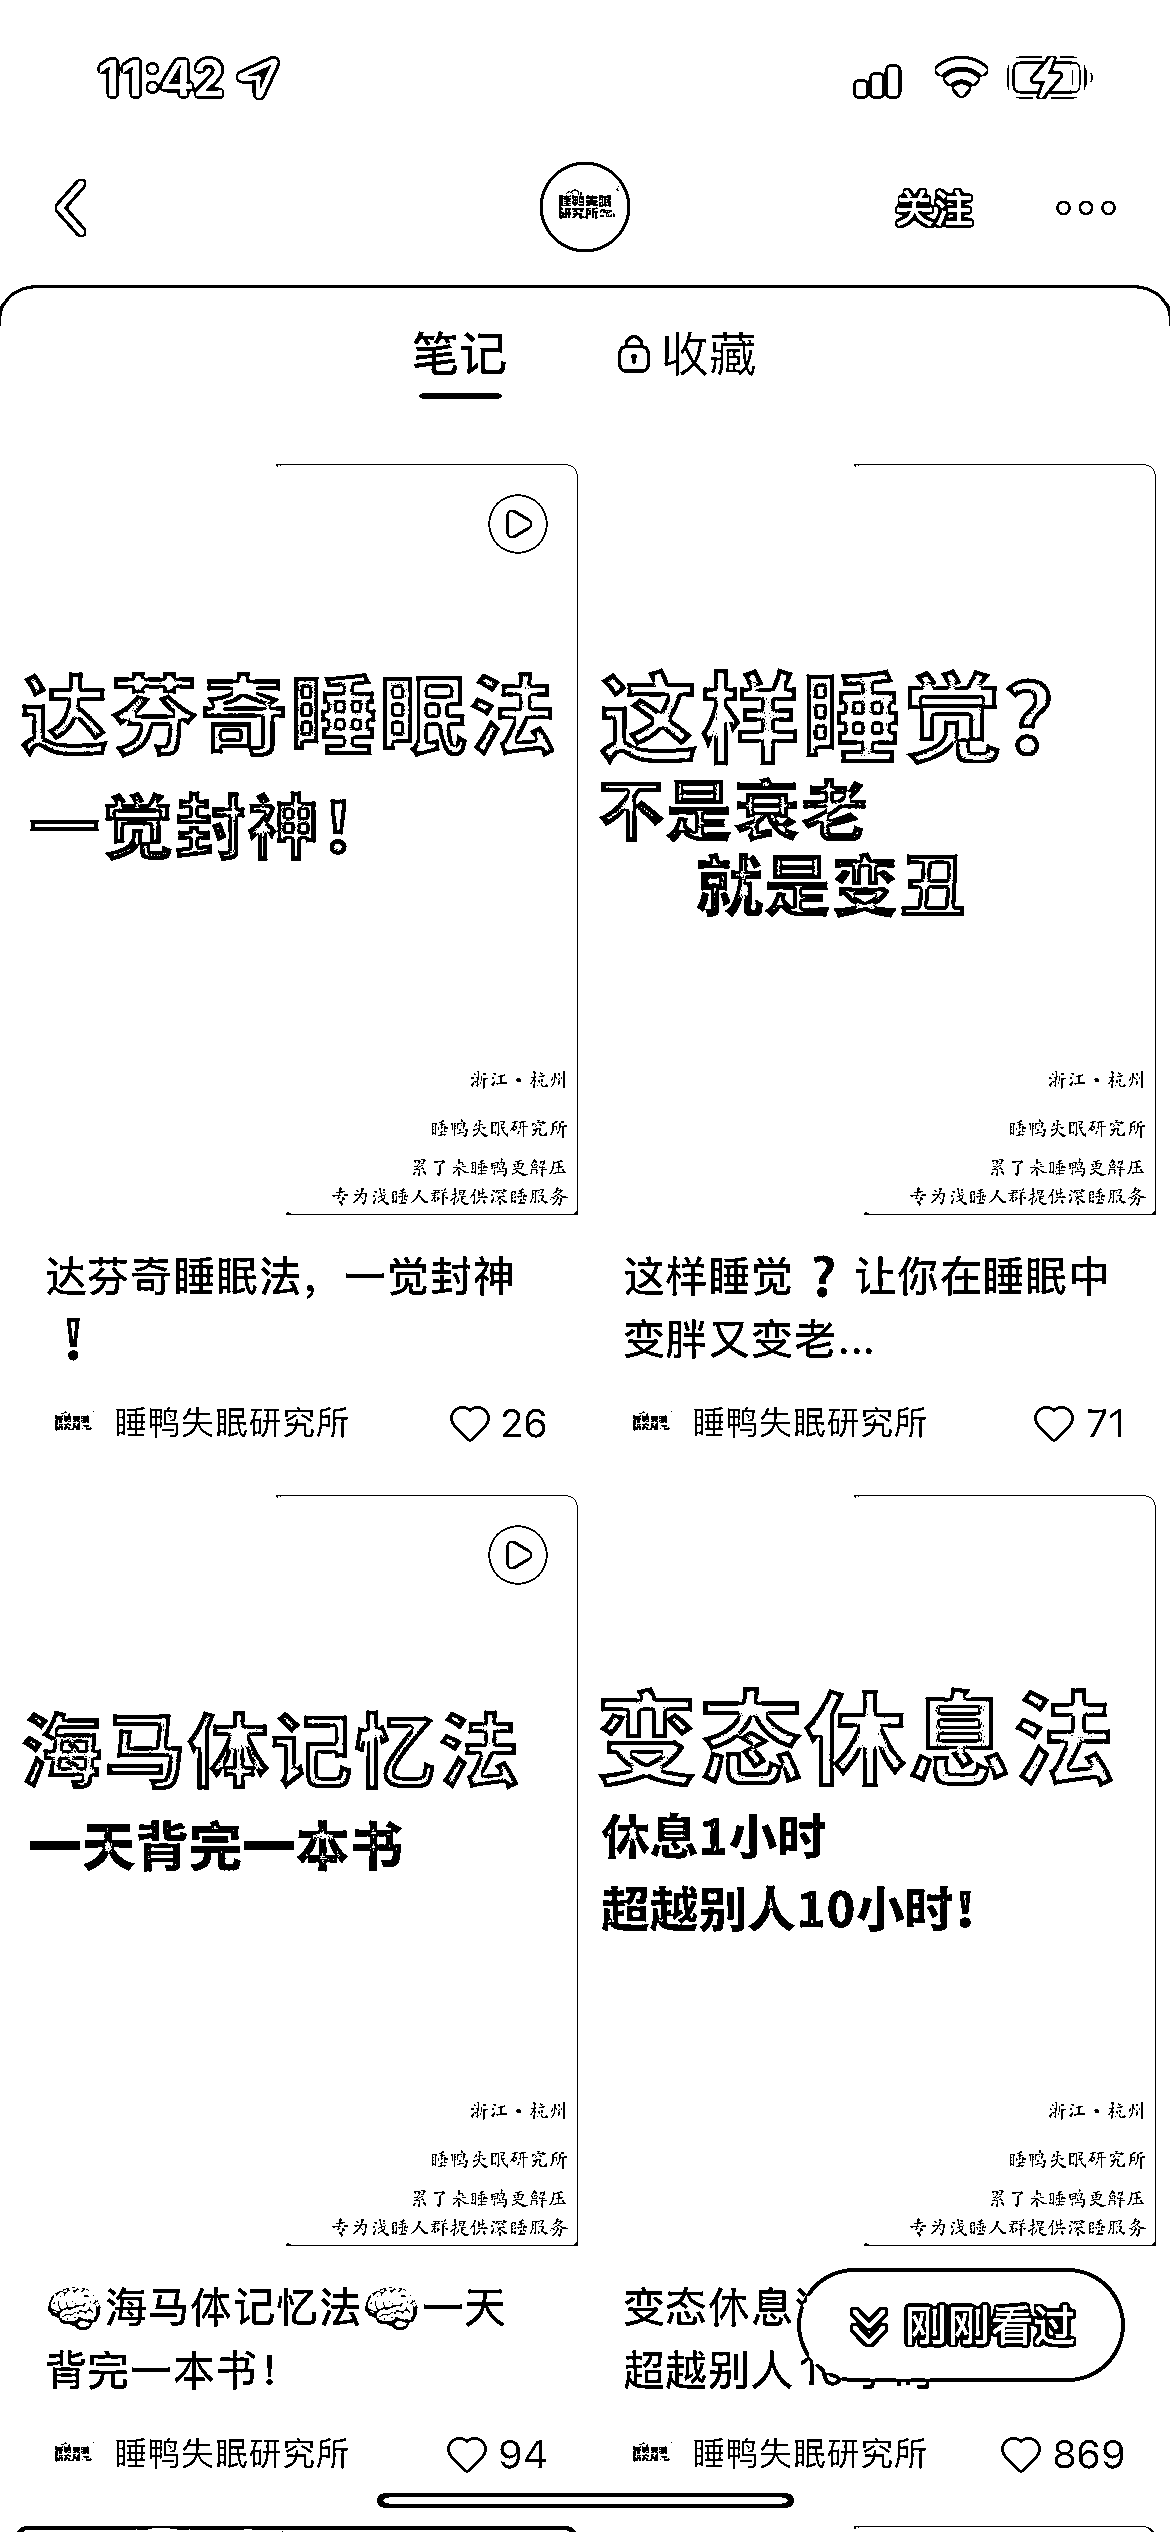 11:42
睡鸭失眠
研究所
关注
笔记 收藏
达芬奇睡眠法
一觉封神!
浙江·杭州
睡鸭失眠研究所
累了来睡鸭更解压
专为浅睡人群提供深睡服务
达芬奇睡眠法，一觉封神
❗
睡鸭失眠研究所 26
这样睡觉?
不是衰老
就是变丑
浙江·杭州
睡鸭失眠研究所
累了来睡鸭更解压
专为浅睡人群提供深睡服务
这样睡觉❓让你在睡眠中
变胖又变老...
睡鸭失眠研究所 71
海马体记忆法
一天背完一本书
浙江·杭州
睡鸭失眠研究所
累了来睡鸭更解压
专为浅睡人群提供深睡服务
🧠海马体记忆法🧠一天
背完一本书！
睡鸭失眠研究所 94
变态休息法
休息1小时
超越别人10小时!
浙江·杭州
睡鸭失眠研究所
累了来睡鸭更解压
专为浅睡人群提供深睡服务
变态休息
超越别人
刚刚看过
睡鸭失眠研究所 869